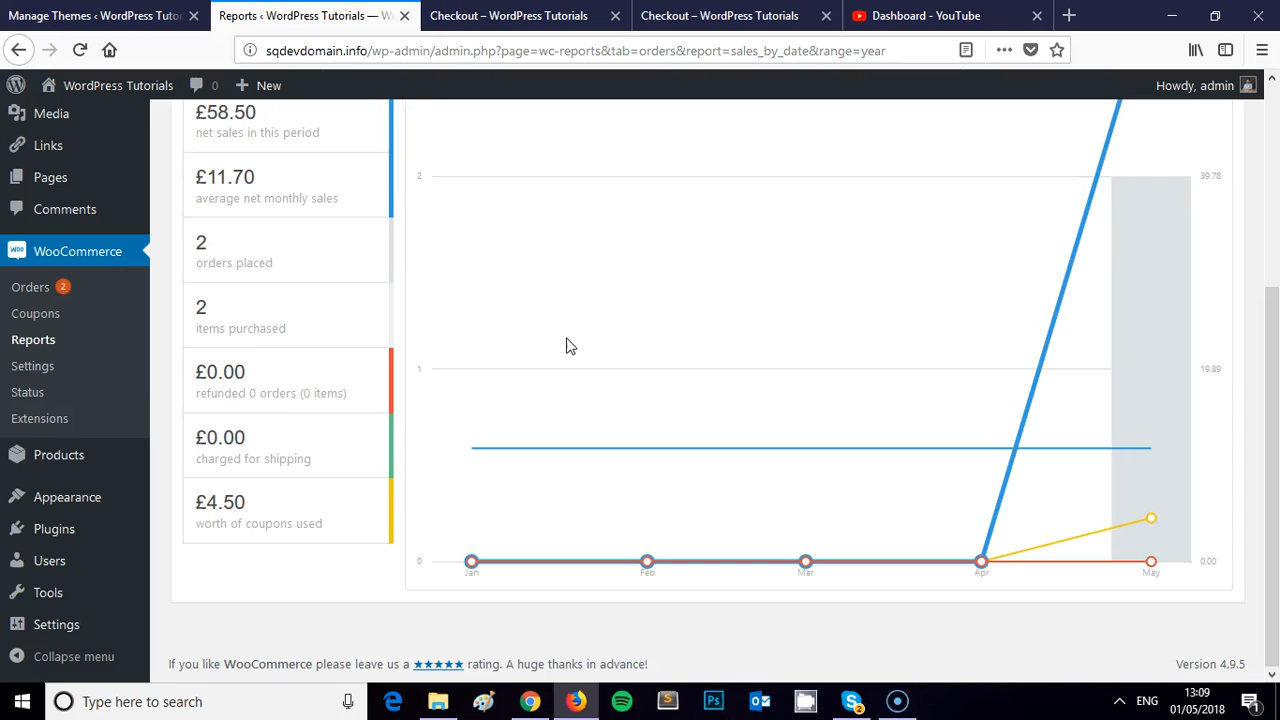 Manage Themes ‹ WordPress Tutor
Reports ‹ WordPress Tutorials — W
Checkout – WordPress Tutorials
Checkout – WordPress Tutorials
Dashboard - YouTube
sqdevdomain.info/wp-admin/admin.php?page=wc-reports&tab=orders&report=sales_by_date&range=year
WordPress Tutorials
0
New
Howdy, admin
Media
Links
Pages
Comments
WooCommerce
Orders 2
Coupons
Reports
Settings
Status
Extensions
Products
Appearance
Plugins
Users
Tools
Settings
Collapse menu
£58.50
net sales in this period
£11.70
average net monthly sales
2
orders placed
2
items purchased
£0.00
refunded 0 orders (0 items)
£0.00
charged for shipping
£4.50
worth of coupons used
2 39.78
1 19.89
0 0.00
Jan Feb Mar Apr May
If you like WooCommerce please leave us a ★★★★★ rating. A huge thanks in advance!
Version 4.9.5
Type here to search
ENG
13:09
01/05/2018